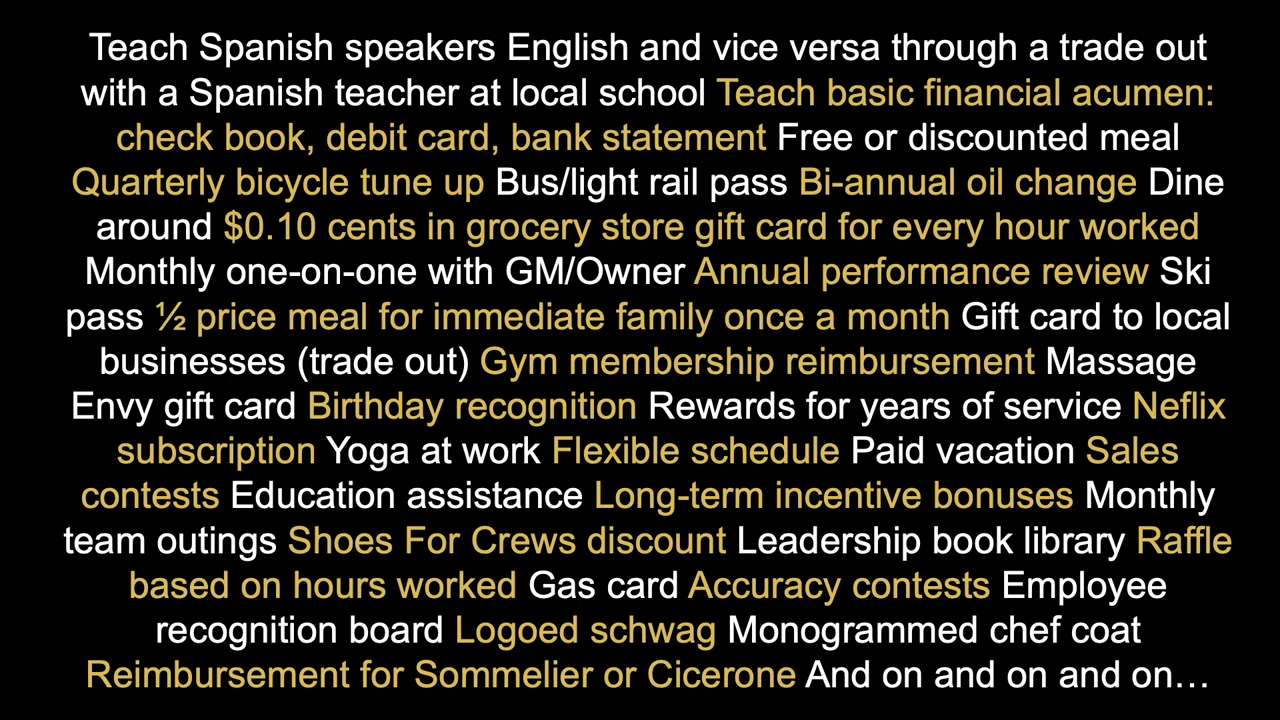 Teach Spanish speakers English and vice versa through a trade out
with a Spanish teacher at local school Teach basic financial acumen:
check book, debit card, bank statement Free or discounted meal
Quarterly bicycle tune up Bus/light rail pass Bi-annual oil change Dine
around $0.10 cents in grocery store gift card for every hour worked
Monthly one-on-one with GM/Owner Annual performance review Ski
pass ½ price meal for immediate family once a month Gift card to local
businesses (trade out) Gym membership reimbursement Massage
Envy gift card Birthday recognition Rewards for years of service Neflix
subscription Yoga at work Flexible schedule Paid vacation Sales
contests Education assistance Long-term incentive bonuses Monthly
team outings Shoes For Crews discount Leadership book library Raffle
based on hours worked Gas card Accuracy contests Employee
recognition board Logoed schwag Monogrammed chef coat
Reimbursement for Sommelier or Cicerone And on and on and on…